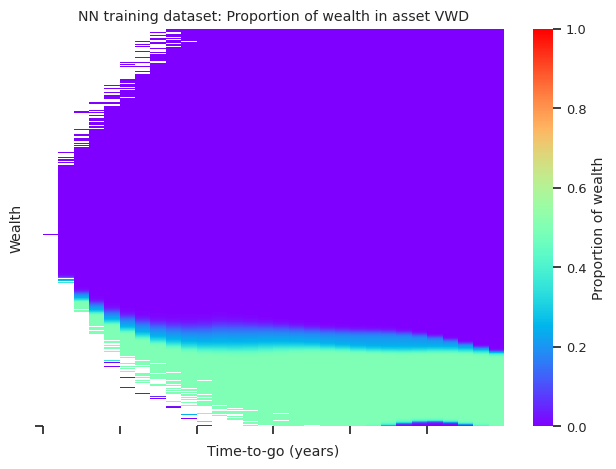 NN training dataset: Proportion of wealth in asset VWD
Wealth
Time-to-go (years)
1.0
0.8
0.6
0.4
0.2
0.0
Proportion of wealth